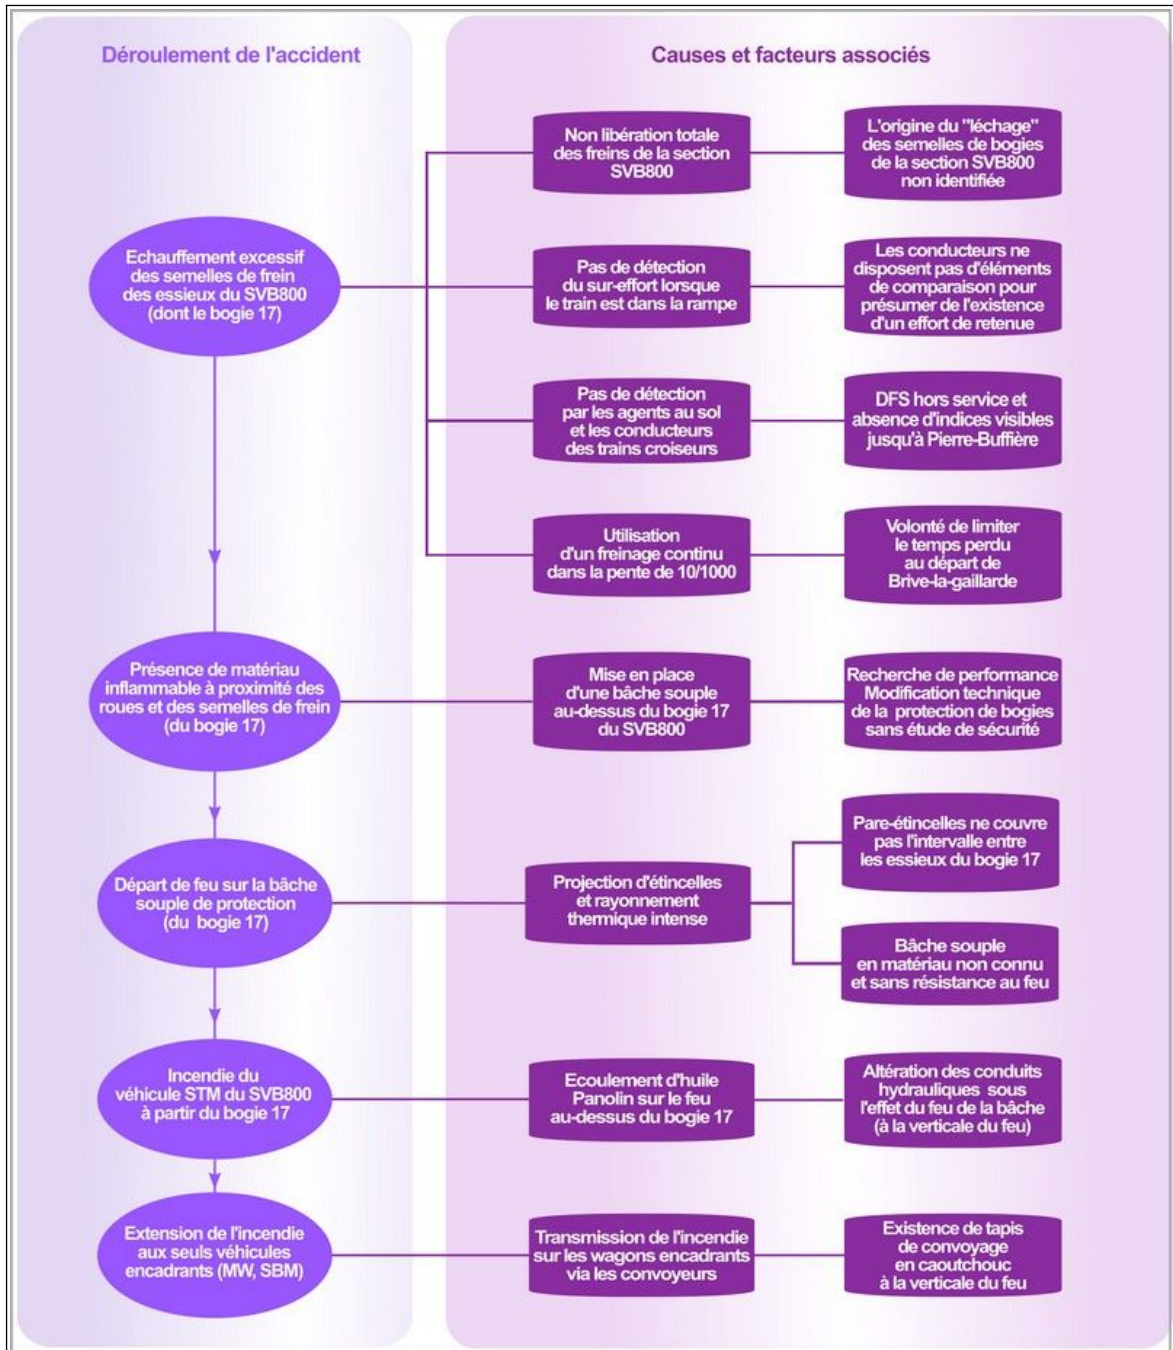 Déroulement de l'accident
Causes et facteurs associés
Echauffement excessif
des semelles de frein
des essieux du SVB800
(dont le bogie 17)
Non libération totale
des freins de la section
SVB800
L'origine du "léchage"
des semelles de bogies
de la section SVB800
non identifiée
Pas de détection
du sur-effort lorsque
le train est dans la rampe
Les conducteurs ne
disposent pas d'éléments
de comparaison pour
présumer de l'existence
d'un effort de retenue
Pas de détection
par les agents au sol
et les conducteurs
des trains croiseurs
DFS hors service et
absence d'indices visibles
jusqu'à Pierre-Buffière
Utilisation
d'un freinage continu
dans la pente de 10/1000
Volonté de limiter
le temps perdu
au départ de
Brive-la-gaillarde
Présence de matériau
inflammable à proximité des
roues et des semelles de frein
(du bogie 17)
Mise en place
d'une bâche souple
au-dessus du bogie 17
du SVB800
Recherche de performance
Modification technique
de la protection de bogies
sans étude de sécurité
Départ de feu sur la bâche
souple de protection
(du bogie 17)
Projection d'étincelles
et rayonnement
thermique intense
Pare-étincelles ne couvre
pas l'intervalle entre
les essieux du bogie 17
Bâche souple
en matériau non connu
et sans résistance au feu
Incendie du
véhicule STM du SVB800
à partir du bogie 17
Ecoulement d'huile
Panolin sur le feu
au-dessus du bogie 17
Altération des conduits
hydrauliques sous
l'effet du feu de la bâche
(à la verticale du feu)
Extension de l'incendie
aux seuls véhicules
encadrants (MW, SBM)
Transmission de l'incendie
sur les wagons encadrants
via les convoyeurs
Existence de tapis
de convoyage
en caoutchouc
à la verticale du feu